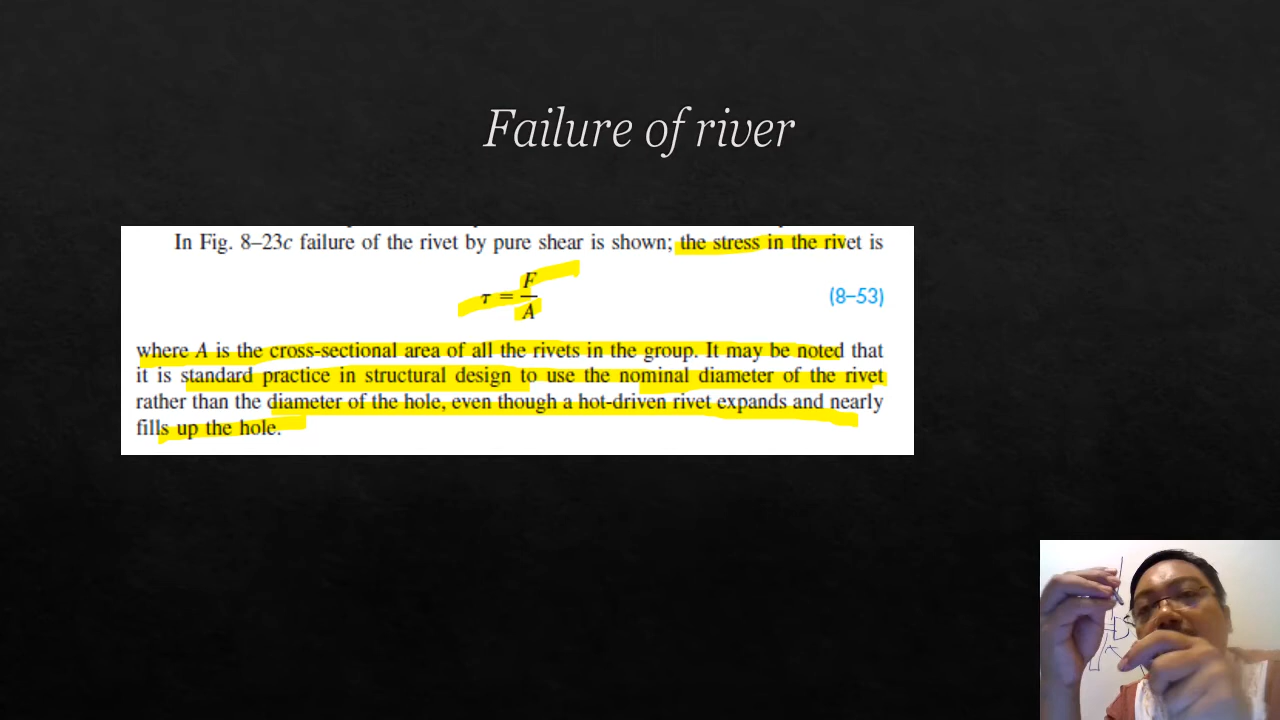 Failure of river
In Fig. 8–23c failure of the rivet by pure shear is shown; the stress in the rivet is
τ = F/A (8–53)
where A is the cross-sectional area of all the rivets in the group. It may be noted that
it is standard practice in structural design to use the nominal diameter of the rivet
rather than the diameter of the hole, even though a hot-driven rivet expands and nearly
fills up the hole.